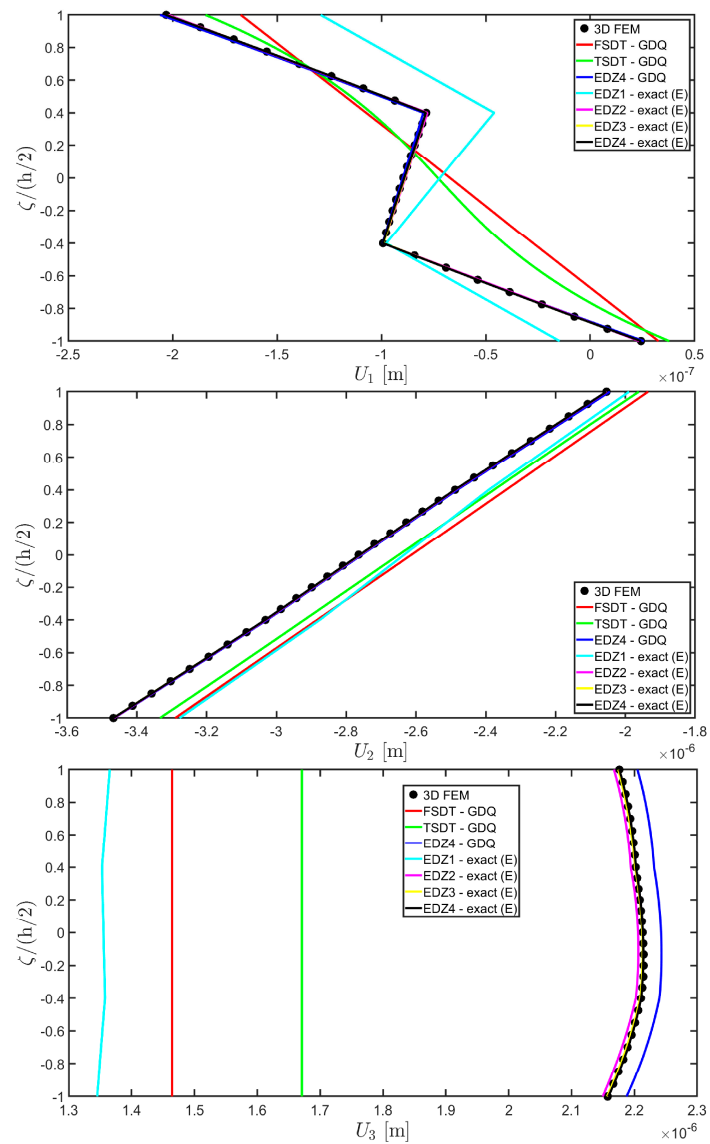 1
0.8
0.6
0.4
0.2
0
-0.2
-0.4
-0.6
-0.8
-1
ζ/(h/2)
3D FEM
FSDT - GDQ
TSDT - GDQ
EDZ4 - GDQ
EDZ1 - exact (E)
EDZ2 - exact (E)
EDZ3 - exact (E)
EDZ4 - exact (E)
-2.5 -2 -1.5 -1 -0.5 0 0.5
U₁ [m]
×10⁻⁷
1
0.8
0.6
0.4
0.2
0
-0.2
-0.4
-0.6
-0.8
-1
ζ/(h/2)
3D FEM
FSDT - GDQ
TSDT - GDQ
EDZ4 - GDQ
EDZ1 - exact (E)
EDZ2 - exact (E)
EDZ3 - exact (E)
EDZ4 - exact (E)
-3.6 -3.4 -3.2 -3 -2.8 -2.6 -2.4 -2.2 -2 -1.8
U₂ [m]
×10⁻⁶
1
0.8
0.6
0.4
0.2
0
-0.2
-0.4
-0.6
-0.8
-1
ζ/(h/2)
3D FEM
FSDT - GDQ
TSDT - GDQ
EDZ4 - GDQ
EDZ1 - exact (E)
EDZ2 - exact (E)
EDZ3 - exact (E)
EDZ4 - exact (E)
1.3 1.4 1.5 1.6 1.7 1.8 1.9 2 2.1 2.2 2.3
U₃ [m]
×10⁻⁶